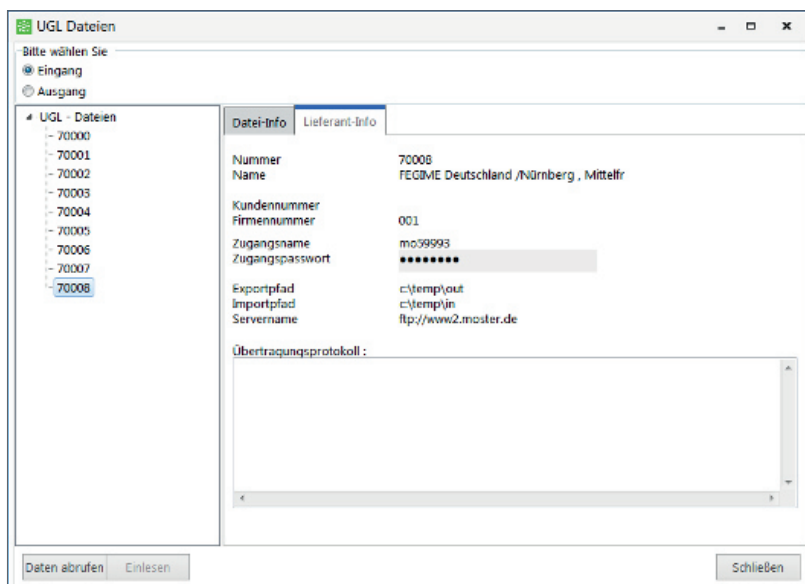 UGL Dateien
Bitte wählen Sie
Eingang
Ausgang
UGL - Dateien
70000
70001
70002
70003
70004
70005
70006
70007
70008
Datei-Info Lieferant-Info
Nummer 70008
Name FEGIME Deutschland /Nürnberg , Mittelfr
Kundennummer
Firmennummer 001
Zugangsname mo59993
Zugangspasswort ●●●●●●●●
Exportpfad c:\temp\out
Importpfad c:\temp\in
Servername ftp://www2.moster.de
Übertragungsprotokoll :
Daten abrufen Einlesen Schließen